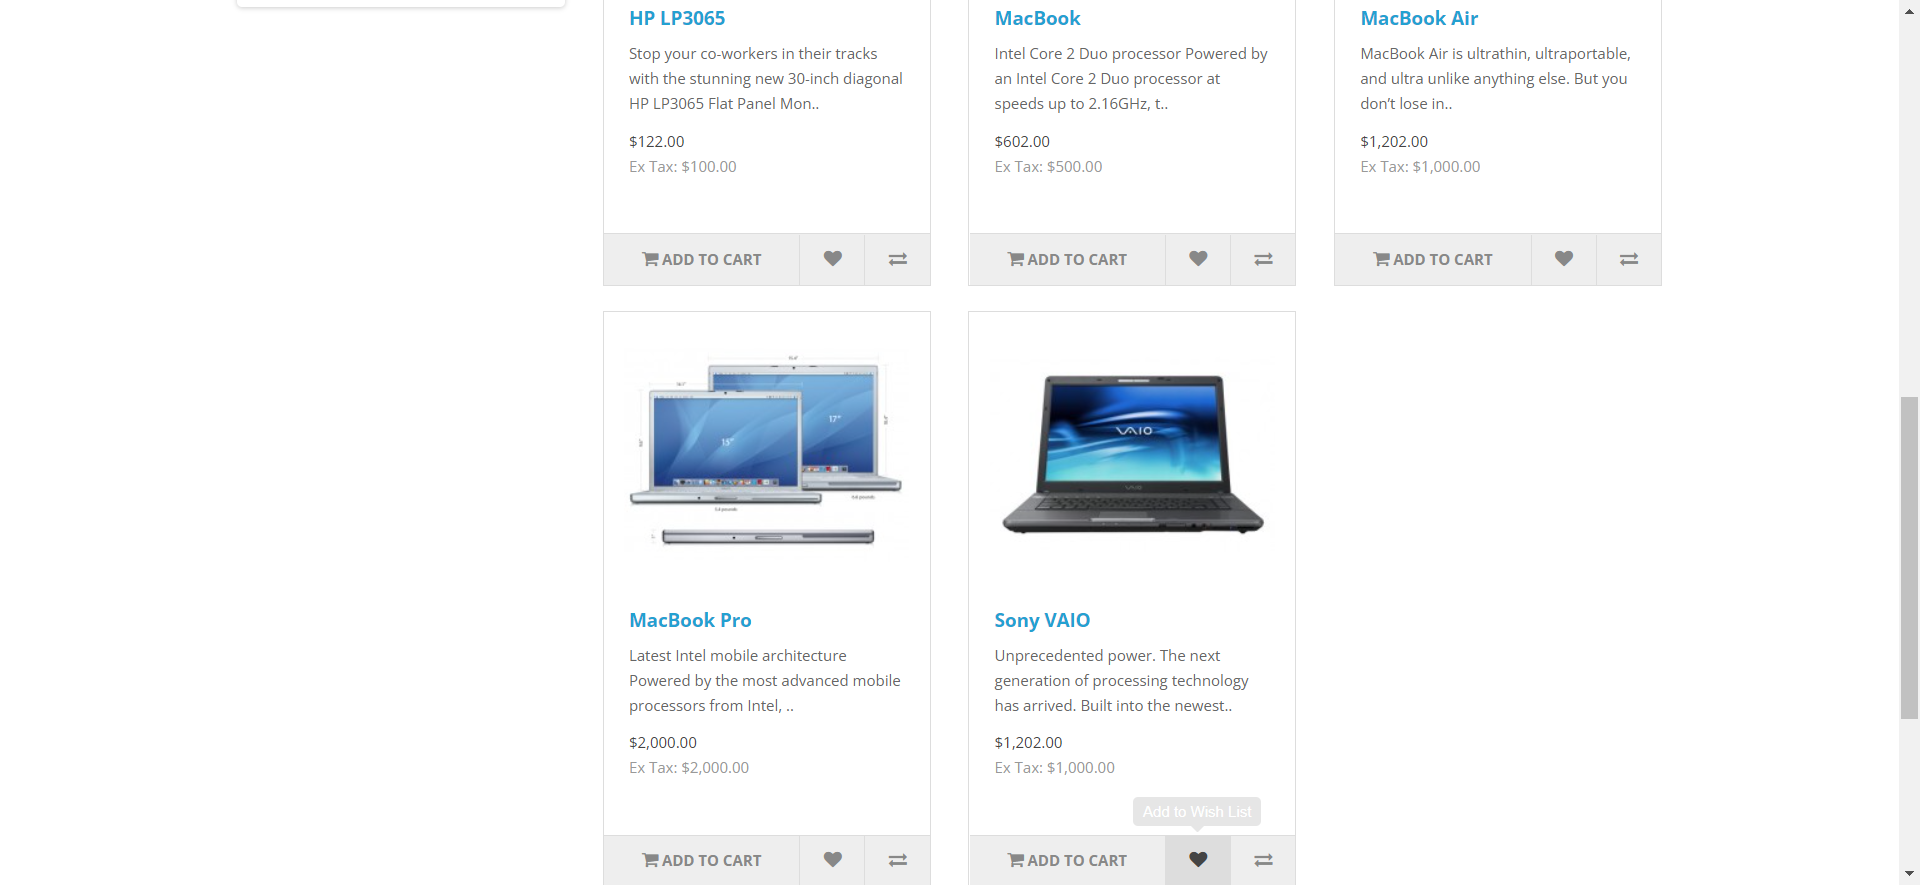 HP LP3065
Stop your co-workers in their tracks
with the stunning new 30-inch diagonal
HP LP3065 Flat Panel Mon..
$122.00
Ex Tax: $100.00
ADD TO CART
MacBook
Intel Core 2 Duo processor Powered by
an Intel Core 2 Duo processor at
speeds up to 2.16GHz, t..
$602.00
Ex Tax: $500.00
ADD TO CART
MacBook Air
MacBook Air is ultrathin, ultraportable,
and ultra unlike anything else. But you
don’t lose in..
$1,202.00
Ex Tax: $1,000.00
ADD TO CART
15"
17"
MacBook Pro
Latest Intel mobile architecture
Powered by the most advanced mobile
processors from Intel, ..
$2,000.00
Ex Tax: $2,000.00
ADD TO CART
VAIO
VAIO
Sony VAIO
Unprecedented power. The next
generation of processing technology
has arrived. Built into the newest..
$1,202.00
Ex Tax: $1,000.00
Add to Wish List
ADD TO CART